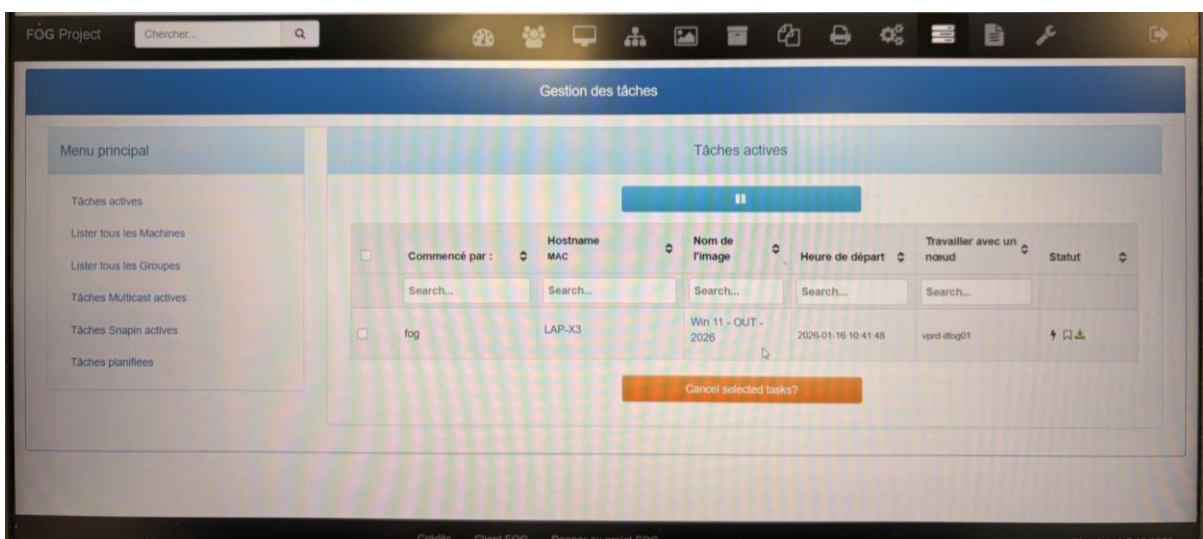 FOG Project
Chercher...
Gestion des tâches
Menu principal
Tâches actives
Lister tous les Machines
Lister tous les Groupes
Tâches Multicast actives
Tâches Snapin actives
Tâches planifiées
Tâches actives
Commencé par :
Hostname
MAC
Nom de
l'image
Heure de départ
Travailler avec un
nœud
Statut
Search...
Search...
Search...
Search...
Search...
fog
LAP-X3
Win 11 - OUT -
2026
2026-01-16 10:41:48
Cancel selected tasks?
Crédits
Client FOG